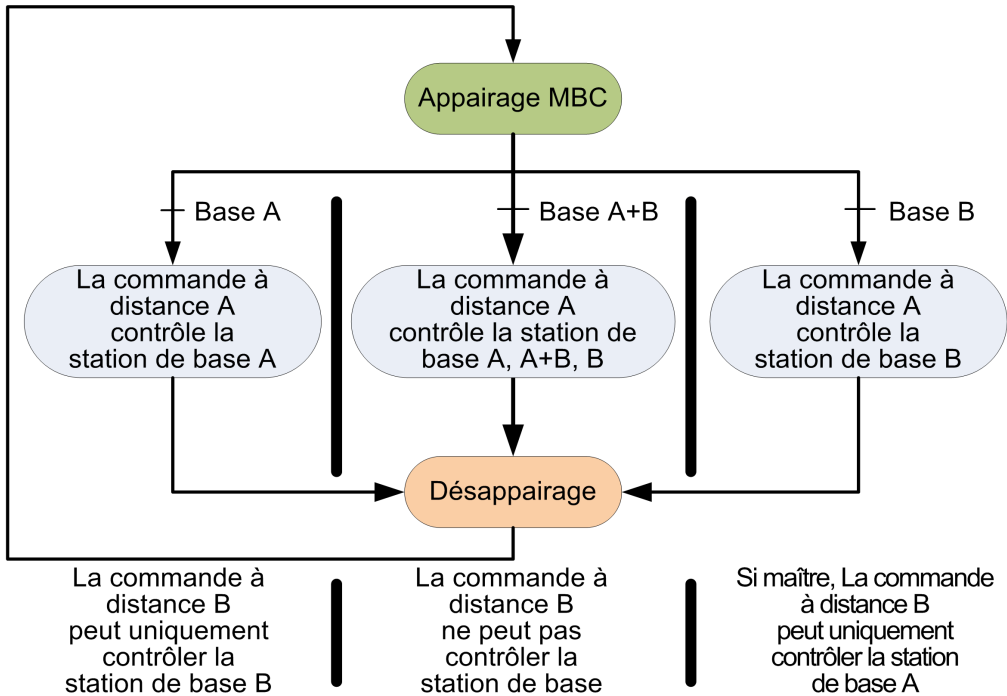 Appairage MBC
Base A
Base A+B
Base B
La commande à
distance A
contrôle la
station de base A
La commande à
distance A
contrôle la station de
base A, A+B, B
La commande à
distance A
contrôle la
station de base B
Désappairage
La commande à
distance B
peut uniquement
contrôler la
station de base B
La commande à
distance B
ne peut pas
contrôler la
station de base
Si maître, La commande
à distance B
peut uniquement
contrôler la station
de base A